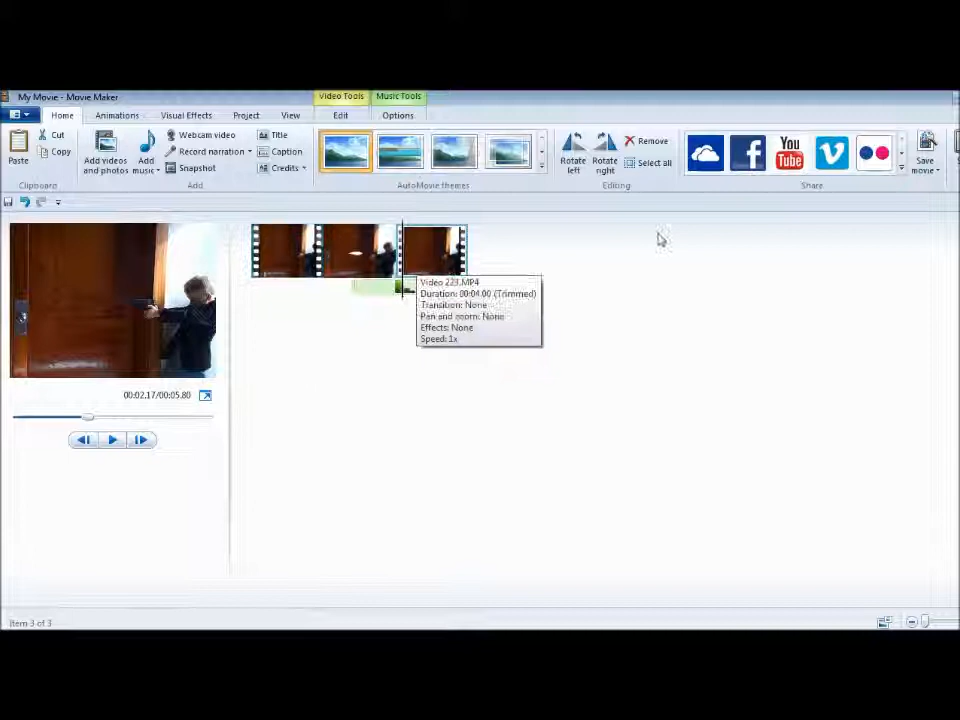 My Movie - Movie Maker
Video Tools
Music Tools
Home
Animations
Visual Effects
Project
View
Edit
Options
Paste
Cut
Copy
Clipboard
Add videos
and photos
Add
music
Webcam video
Record narration
Snapshot
Title
Caption
Credits
Add
AutoMovie themes
Rotate
left
Rotate
right
Remove
Select all
Editing
You
Tube
Share
Save
movie
Video 223.MP4
Duration: 00:04.00 (Trimmed)
Transition: None
Pan and zoom: None
Effects: None
Speed: 1x
00:02.17/00:05.80
Item 3 of 3